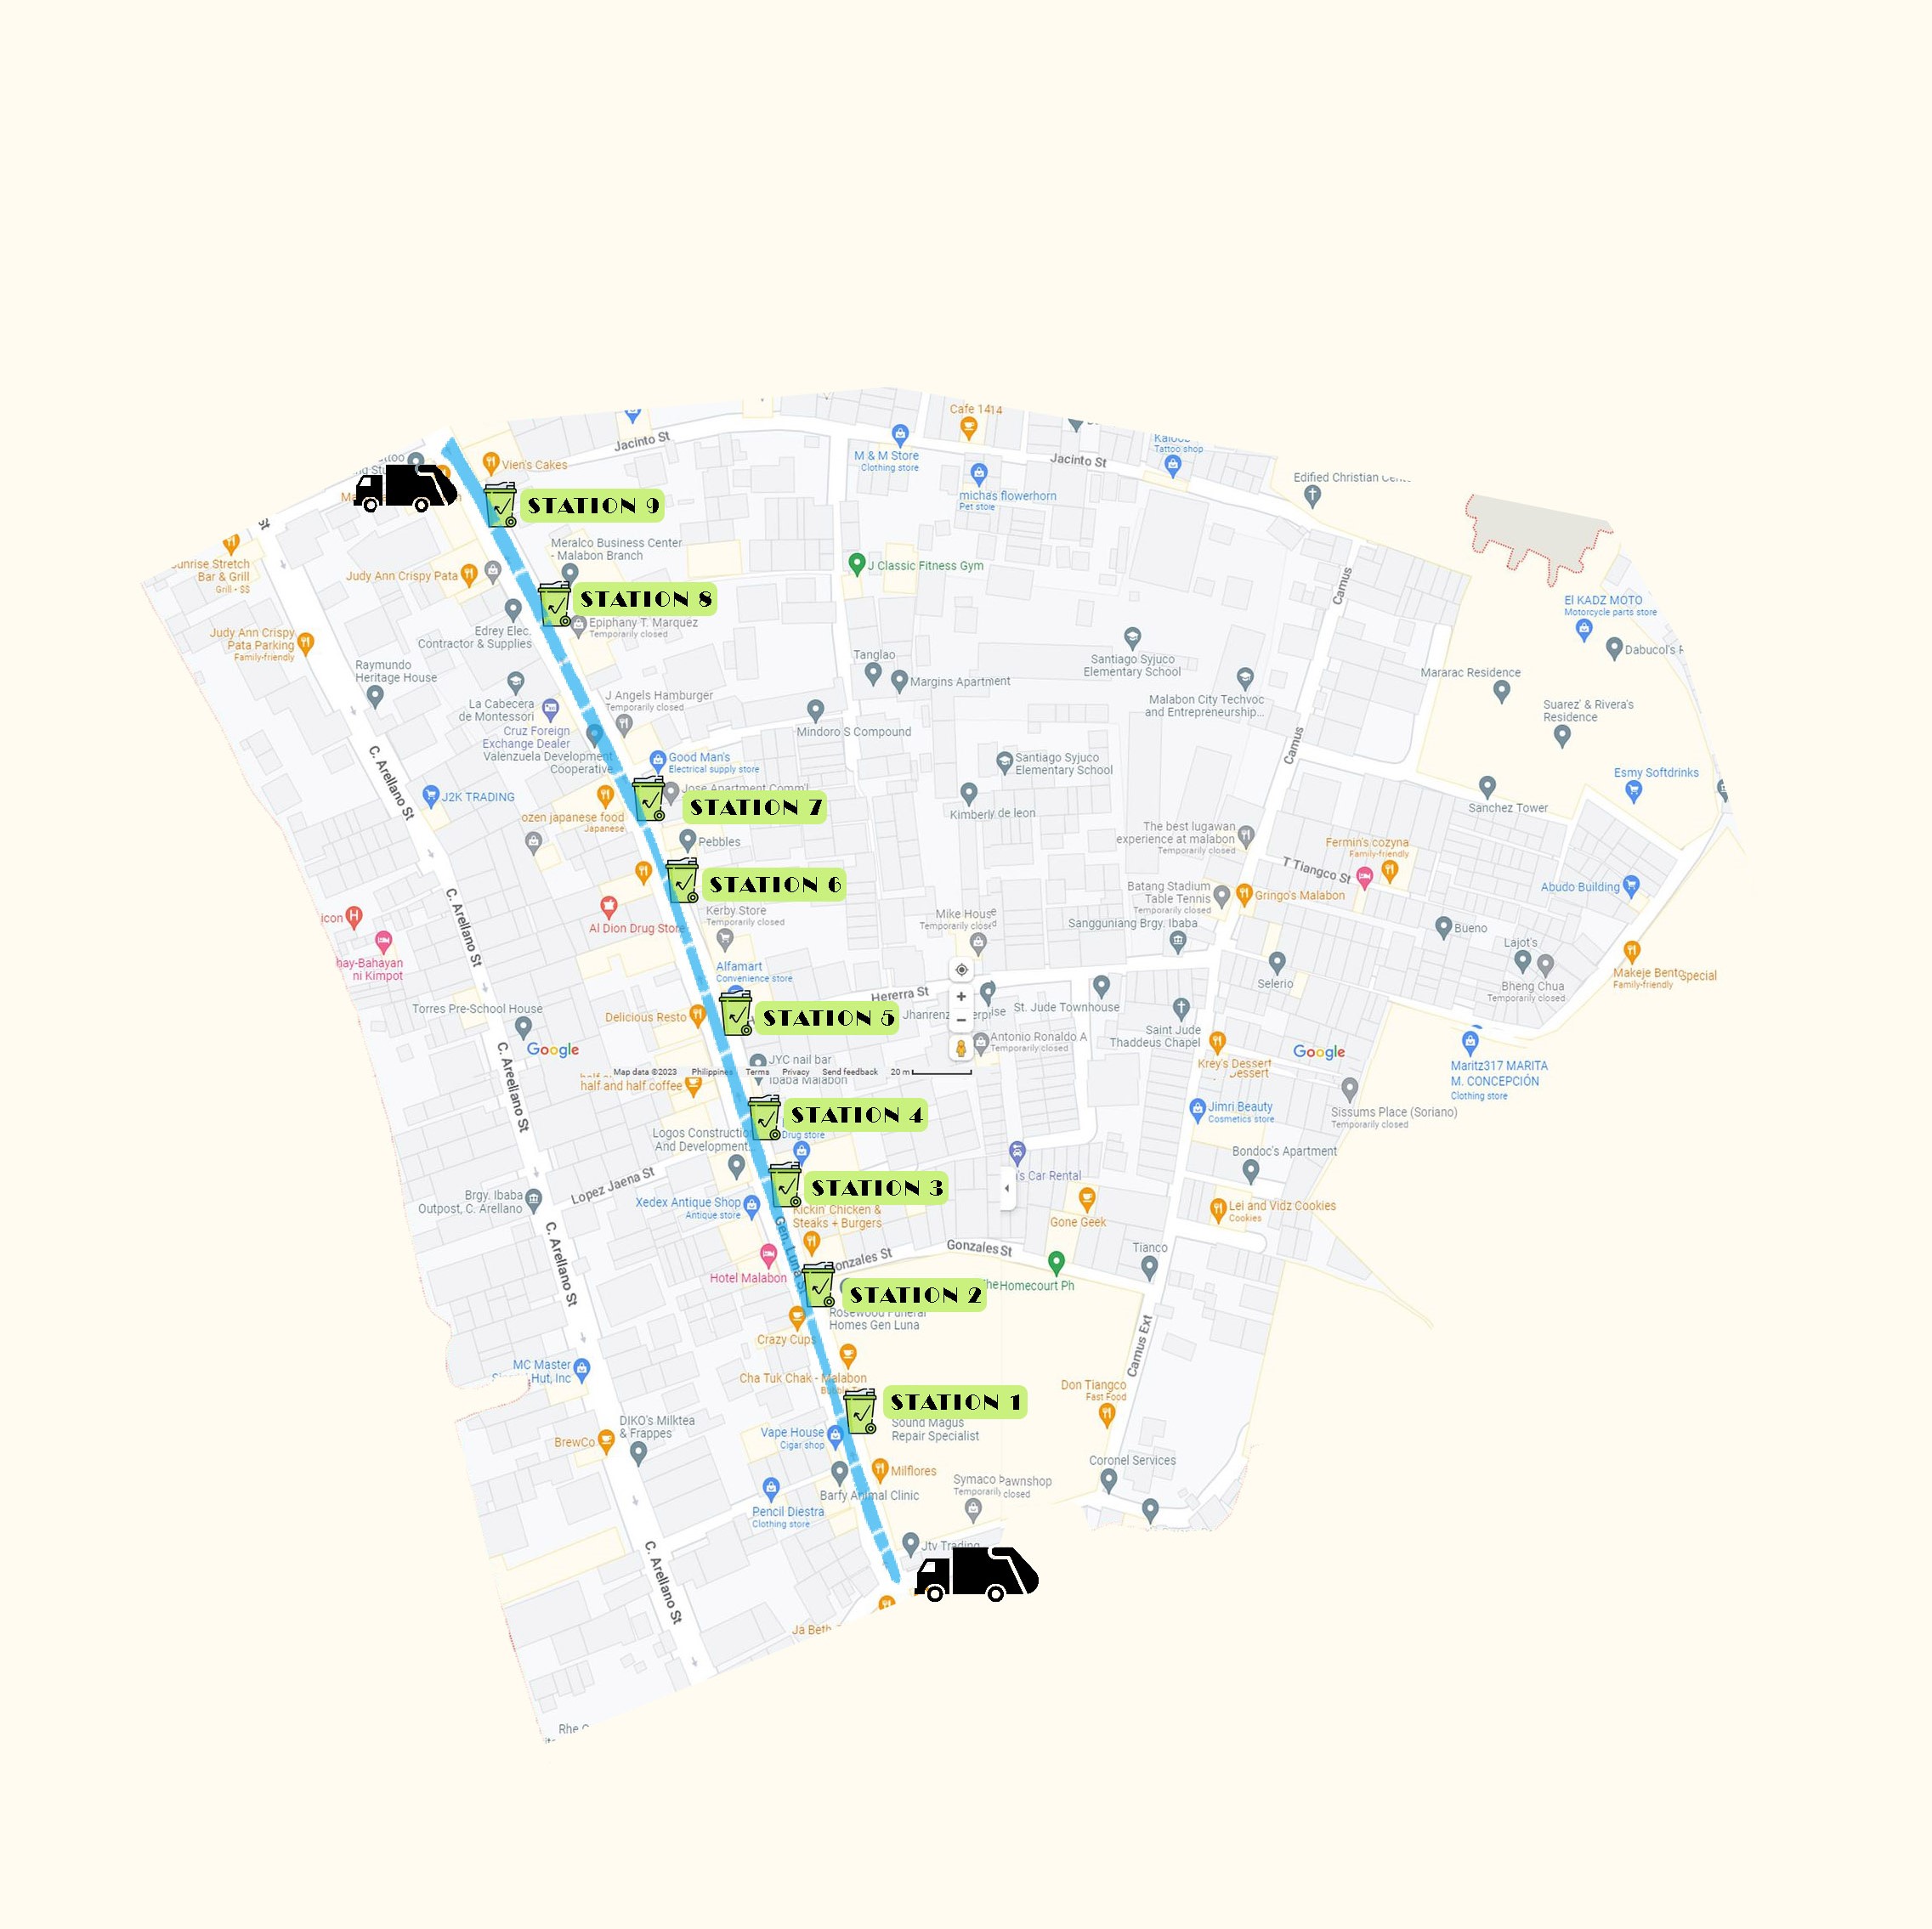 Cafe 1414
Jacinto St
M & M Store
Clothing store
Jacinto St
Tattoo shop
Vien's Cakes
michas flowerhorn
Pet store
Edified Christian
STATION 9
St
Sunrise Stretch
Bar & Grill
Grill • $$
Judy Ann Crispy Pata
Meralco Business Center
- Malabon Branch
J Classic Fitness Gym
Camus
STATION 8
Epiphany T. Marquez
Temporarily closed
El KADZ MOTO
Motorcycle parts store
Dabucol's
Judy Ann Crispy
Pata Parking
Family-friendly
Edrey Elec.
Contractor & Supplies
Raymundo
Heritage House
Tanglao
Margins Apartment
Santiago Syjuco
Elementary School
Mararac Residence
La Cabecera
de Montessori
J Angels Hamburger
Temporarily closed
Malabon City Techvoc
and Entrepreneurship...
Suarez' & Rivera's
Residence
Cruz Foreign
Exchange Dealer
Mindoro S Compound
Valenzuela Development
Cooperative
Good Man's
Electrical supply store
Santiago Syjuco
Elementary School
Camus
Esmy Softdrinks
C. Arellano St
J2K TRADING
Jose Apartment Comm'l
STATION 7
Kimberly de leon
Sanchez Tower
ozen japanese food
Japanese
Pebbles
The best lugawan
experience at malabon
Temporarily closed
Fermin's cozyna
Family-friendly
T Tiangco St
STATION 6
Batang Stadium
Table Tennis
Temporarily closed
Gringo's Malabon
Abudo Building
icon
Al Dion Drug Store
Kerby Store
Temporarily closed
Mike House
Temporarily closed
Sangguniang Brgy. Ibaba
Bueno
C. Arellano St
hay-Bahayan
ni Kimpot
Alfamart
Convenience store
Lajot's
Makeje Bento Special
Family-friendly
Selerio
Bheng Chua
Temporarily closed
Hererra St
Torres Pre-School House
Delicious Resto
STATION 5
St. Jude Townhouse
Saint Jude
Thaddeus Chapel
Antonio Ronaldo A
Temporarily closed
Google
Google
JYC nail bar
Krey's Dessert
Dessert
Maritz317 MARITA
M. CONCEPCIÓN
Clothing store
Map data ©2023 Philippines Terms Privacy Send feedback 20 m
Ibaba Malabon
half and half coffee
C. Areellano St
STATION 4
Drug store
Jimri Beauty
Cosmetics store
Sissums Place (Soriano)
Temporarily closed
Logos Construction
And Development...
Bondoc's Apartment
's Car Rental
Lopez Jaena St
STATION 3
Brgy. Ibaba
Outpost, C. Arellano
Xedex Antique Shop
Antique store
Kickin' Chicken &
Steaks + Burgers
Gone Geek
Lei and Vidz Cookies
Cookies
C. Arellano St
Gen. Luna St
Hotel Malabon
Gonzales St
Gonzales St
Tianco
Homecourt Ph
STATION 2
Rosewood Funeral
Homes Gen Luna
Crazy Cups
Camus Ext
MC Master
Hut, Inc
Cha Tuk Chak - Malabon
Don Tiangco
Fast Food
STATION 1
Sound Magus
Repair Specialist
DIKO's Milktea
& Frappes
BrewCo
Vape House
Cigar shop
Coronel Services
Milflores
Symaco Pawnshop
Temporarily closed
Barfy Animal Clinic
Pencil Diestra
Clothing store
Jtv Trading
C. Arellano St
Ja Beth
Rhe